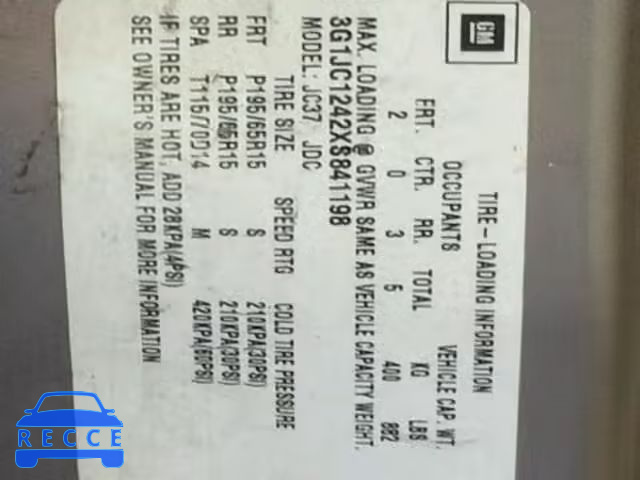 GM
TIRE-LOADING INFORMATION
OCCUPANTS VEHICLE CAP. WT.
FRT. CTR. RR. TOTAL KG LBS
2 0 3 5 400 882
MAX. LOADING @ GVWR SAME AS VEHICLE CAPACITY WEIGHT.
3G1JC1242XS841198
MODEL: JC37 JDC
TIRE SIZE SPEED RTG COLD TIRE PRESSURE
FRT P195/65R15 S 210KPA(30PSI)
RR P195/65R15 S 210KPA(30PSI)
SPA T115/70D14 M 420KPA(60PSI)
IF TIRES ARE HOT, ADD 28KPA(4PSI)
SEE OWNER'S MANUAL FOR MORE INFORMATION
RECCE